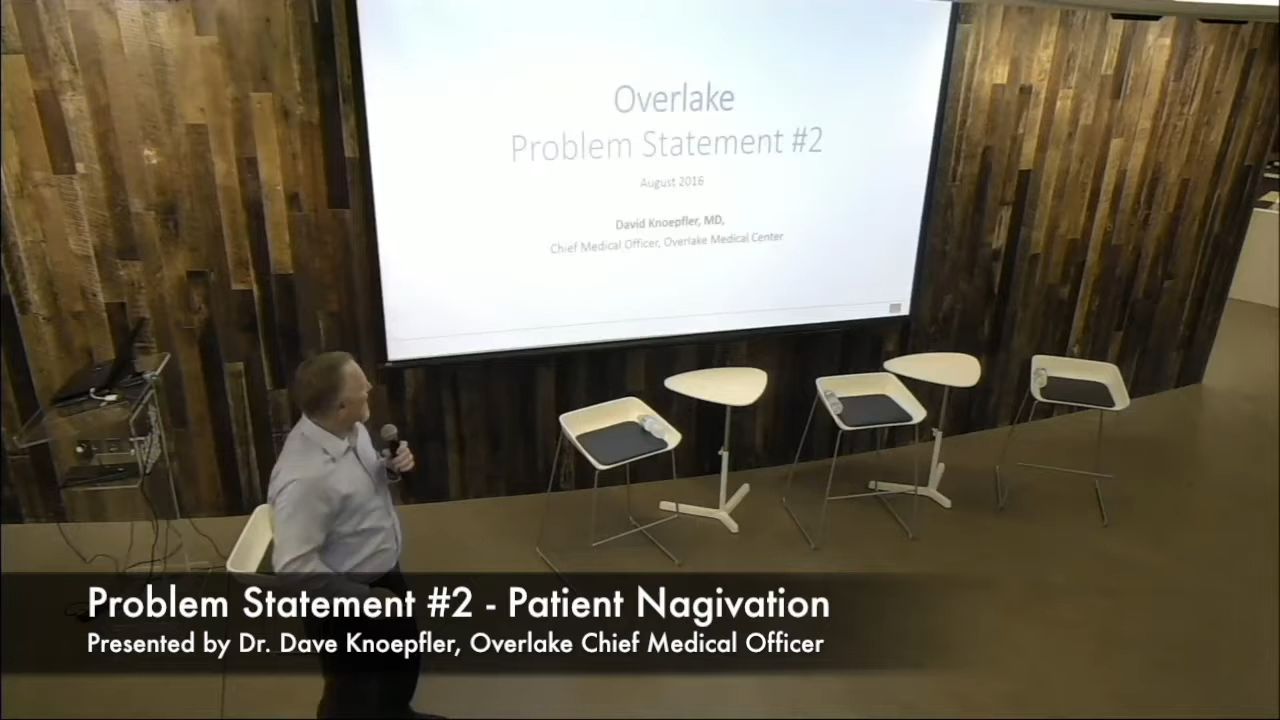 Overlake
Problem Statement #2
August 2016
David Knoepfler, MD,
Chief Medical Officer, Overlake Medical Center
Problem Statement #2 - Patient Nagivation
Presented by Dr. Dave Knoepfler, Overlake Chief Medical Officer